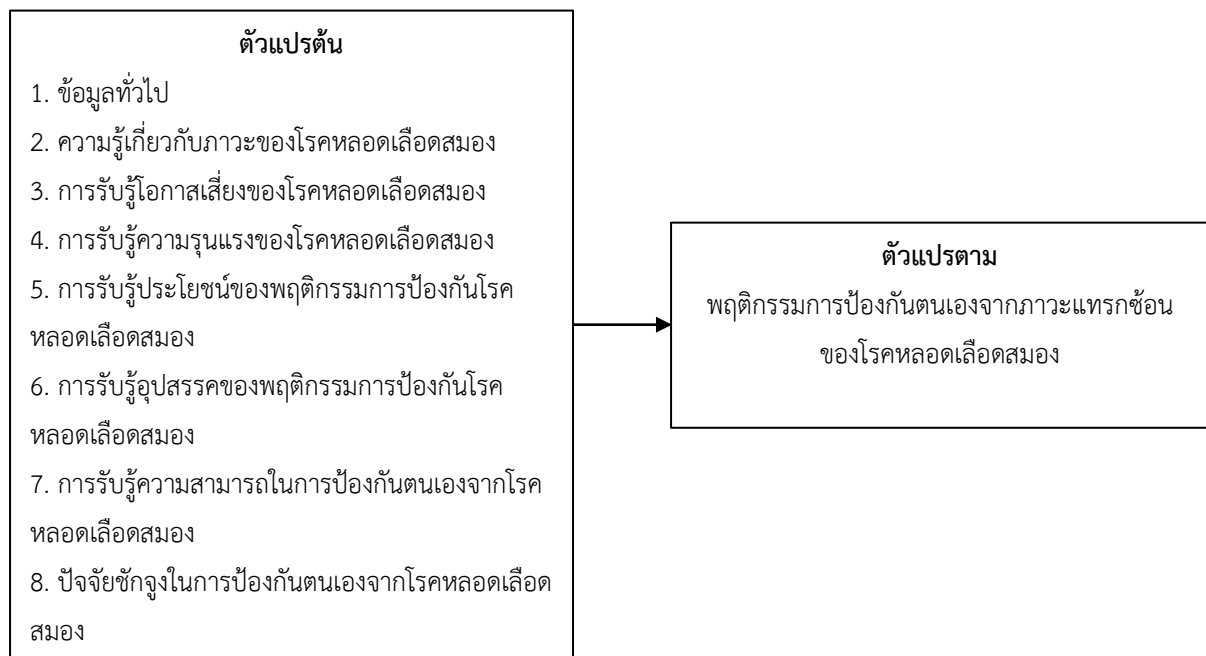 ตัวแปรต้น
1. ข้อมูลทั่วไป
2. ความรู้เกี่ยวกับภาวะของโรคหลอดเลือดสมอง
3. การรับรู้โอกาสเสี่ยงของโรคหลอดเลือดสมอง
4. การรับรู้ความรุนแรงของโรคหลอดเลือดสมอง
5. การรับรู้ประโยชน์ของพฤติกรรมการป้องกันโรค
หลอดเลือดสมอง
6. การรับรู้อุปสรรคของพฤติกรรมการป้องกันโรค
หลอดเลือดสมอง
7. การรับรู้ความสามารถในการป้องกันตนเองจากโรค
หลอดเลือดสมอง
8. ปัจจัยชักจูงในการป้องกันตนเองจากโรคหลอดเลือด
สมอง
ตัวแปรตาม
พฤติกรรมการป้องกันตนเองจากภาวะแทรกซ้อน
ของโรคหลอดเลือดสมอง